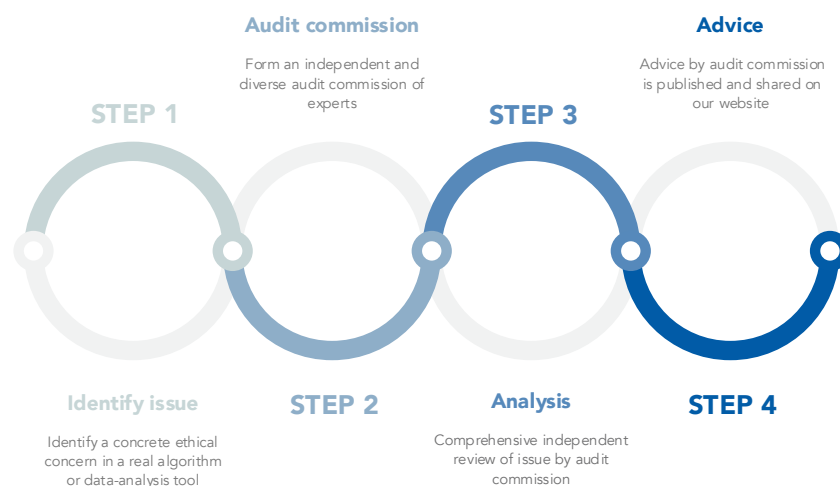 STEP 1
Identify issue
Identify a concrete ethical
concern in a real algorithm
or data-analysis tool
Audit commission
Form an independent and
diverse audit commission of
experts
STEP 2
STEP 3
Analysis
Comprehensive independent
review of issue by audit
commission
Advice
Advice by audit commission
is published and shared on
our website
STEP 4